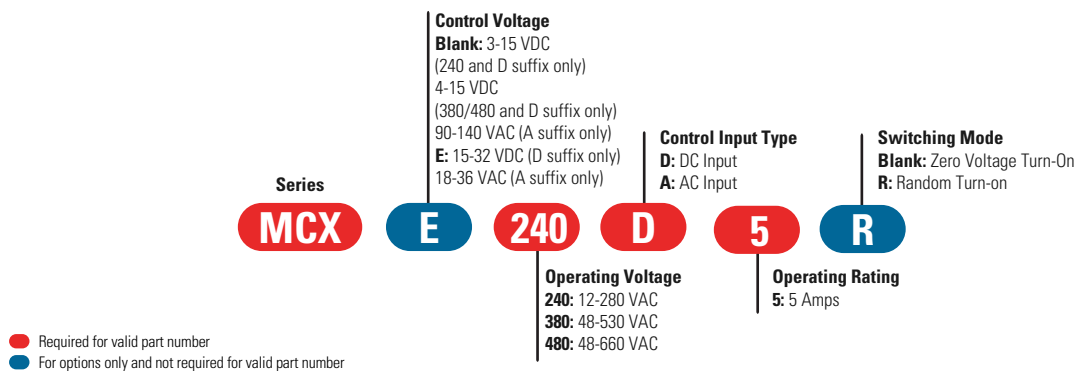 Control Voltage
Blank: 3-15 VDC
(240 and D suffix only)
4-15 VDC
(380/480 and D suffix only)
90-140 VAC (A suffix only)
E: 15-32 VDC (D suffix only)
18-36 VAC (A suffix only)
Control Input Type
D: DC Input
A: AC Input
Switching Mode
Blank: Zero Voltage Turn-On
R: Random Turn-on
Series
MCX
E
240
D
5
R
Operating Voltage
240: 12-280 VAC
380: 48-530 VAC
480: 48-660 VAC
Operating Rating
5: 5 Amps
Required for valid part number
For options only and not required for valid part number